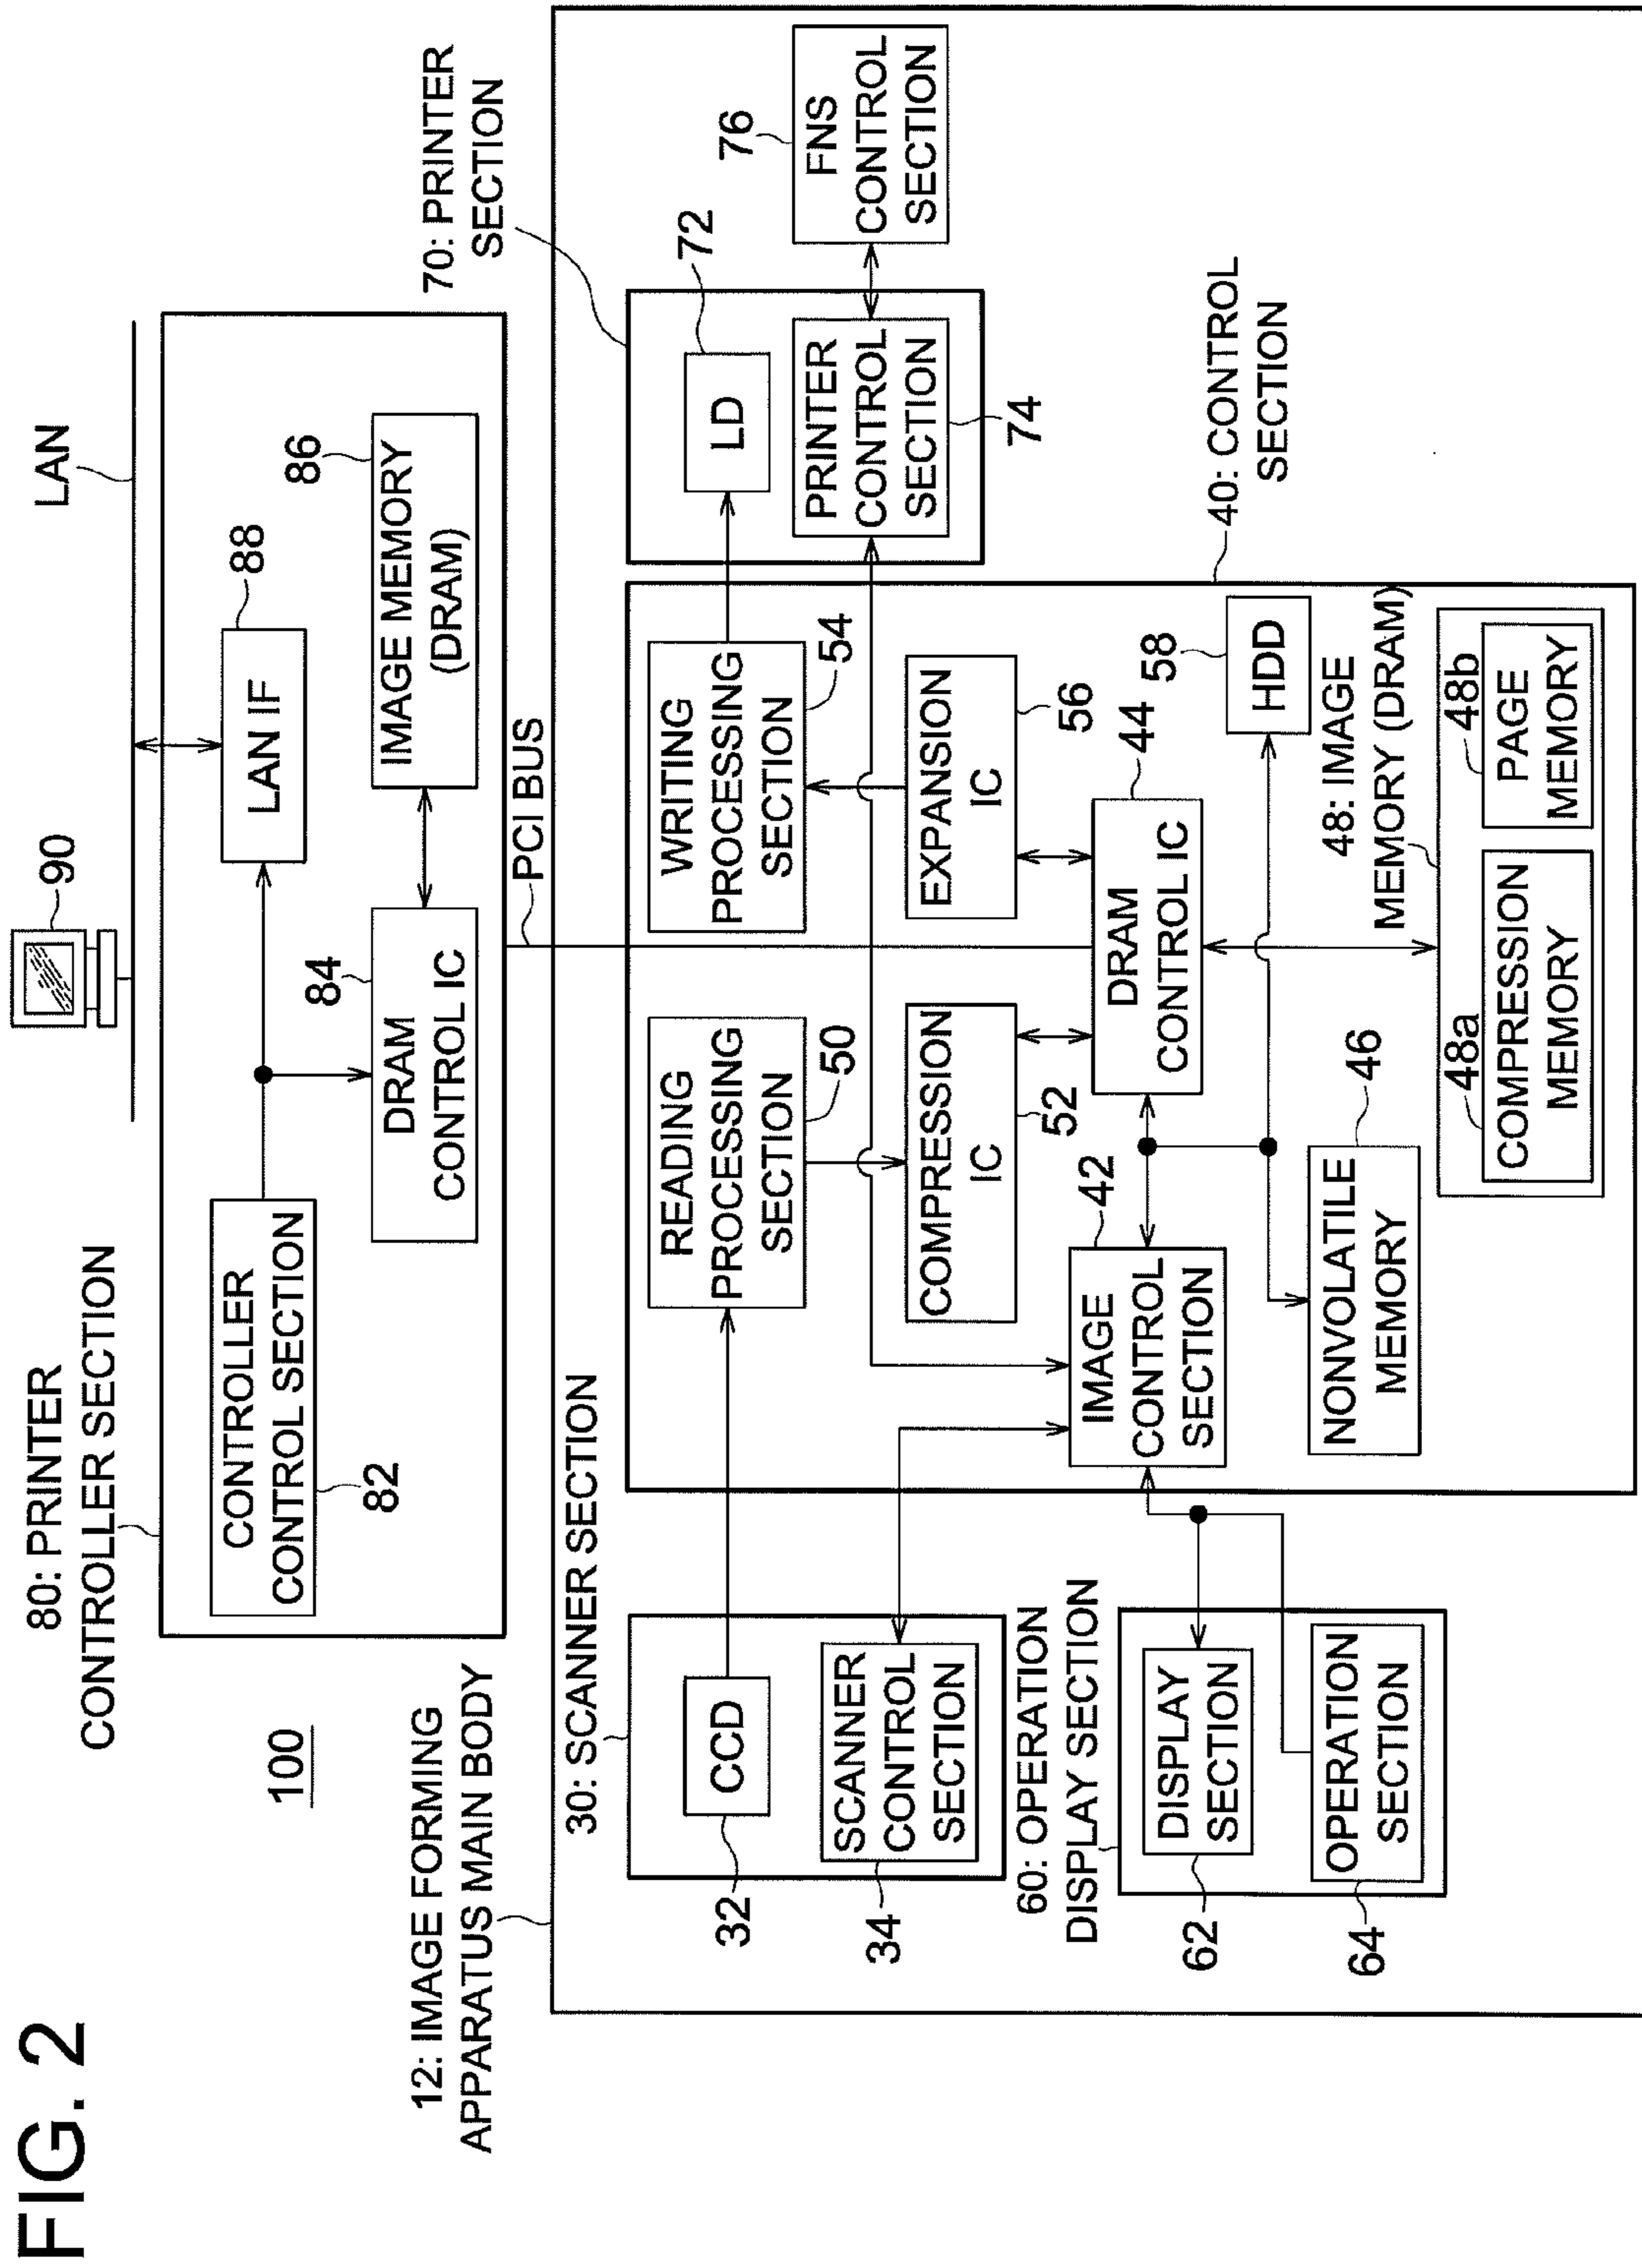 FIG. 2
90
LAN
80: PRINTER
CONTROLLER SECTION
100
CONTROLLER
CONTROL SECTION
82
LAN IF
88
84
DRAM
CONTROL IC
86
IMAGE MEMORY
(DRAM)
PCI BUS
12: IMAGE FORMING
APPARATUS MAIN BODY
30: SCANNER SECTION
CCD
32
SCANNER
CONTROL
SECTION
34
60: OPERATION
DISPLAY SECTION
DISPLAY
SECTION
62
OPERATION
SECTION
64
READING
PROCESSING
SECTION
50
WRITING
PROCESSING
SECTION
54
COMPRESSION
IC
52
EXPANSION
IC
56
IMAGE
CONTROL
SECTION
42
DRAM
CONTROL IC
44
58
HDD
NONVOLATILE
MEMORY
46
48: IMAGE
MEMORY (DRAM)
48a
COMPRESSION
MEMORY
48b
PAGE
MEMORY
40: CONTROL
SECTION
70: PRINTER
SECTION
LD
72
PRINTER
CONTROL
SECTION
74
76
FNS
CONTROL
SECTION